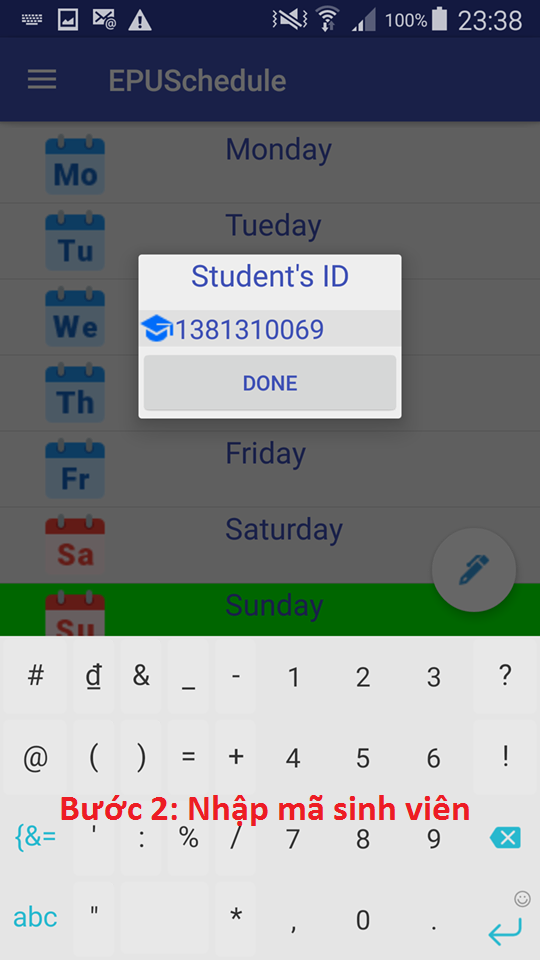 100% 23:38
EPUSchedule
Mo Monday
Tu Tueday
Student's ID
We
1381310069
DONE
Th
Fr Friday
Sa Saturday
Su Sunday
# ₫ & _ - 1 2 3 ?
@ ( ) = + 4 5 6 !
Bước 2: Nhập mã sinh viên
{&= ' : % / 7 8 9
abc " * , 0 .